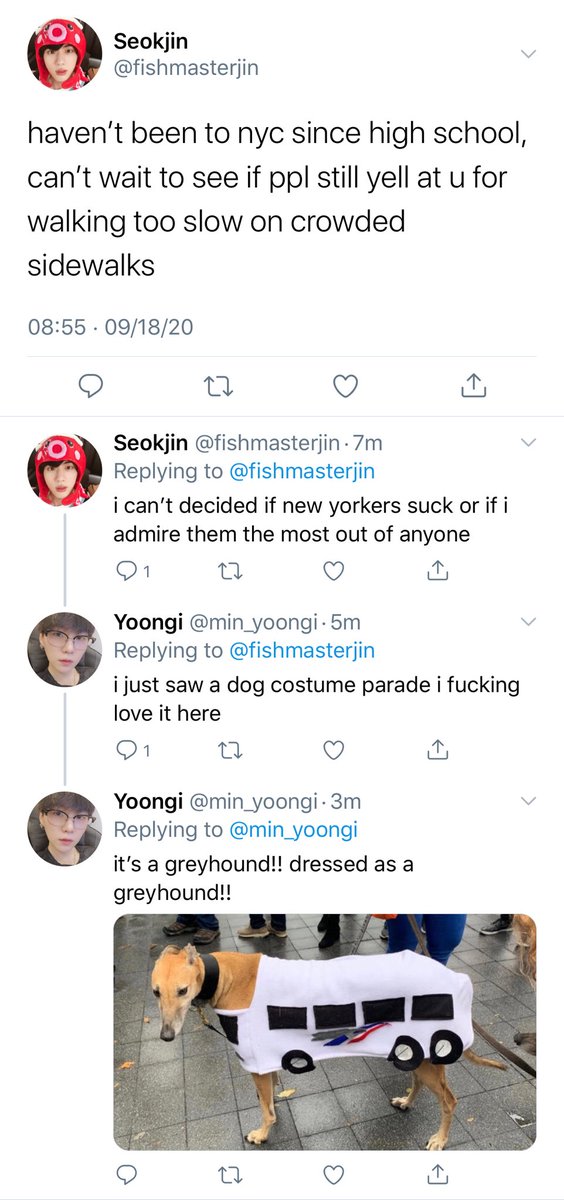 Seokjin
@fishmasterjin
haven’t been to nyc since high school,
can’t wait to see if ppl still yell at u for
walking too slow on crowded
sidewalks
08:55 · 09/18/20
Seokjin @fishmasterjin · 7m
Replying to @fishmasterjin
i can’t decided if new yorkers suck or if i
admire them the most out of anyone
1
Yoongi @min_yoongi · 5m
Replying to @fishmasterjin
i just saw a dog costume parade i fucking
love it here
1
Yoongi @min_yoongi · 3m
Replying to @min_yoongi
it’s a greyhound!! dressed as a
greyhound!!